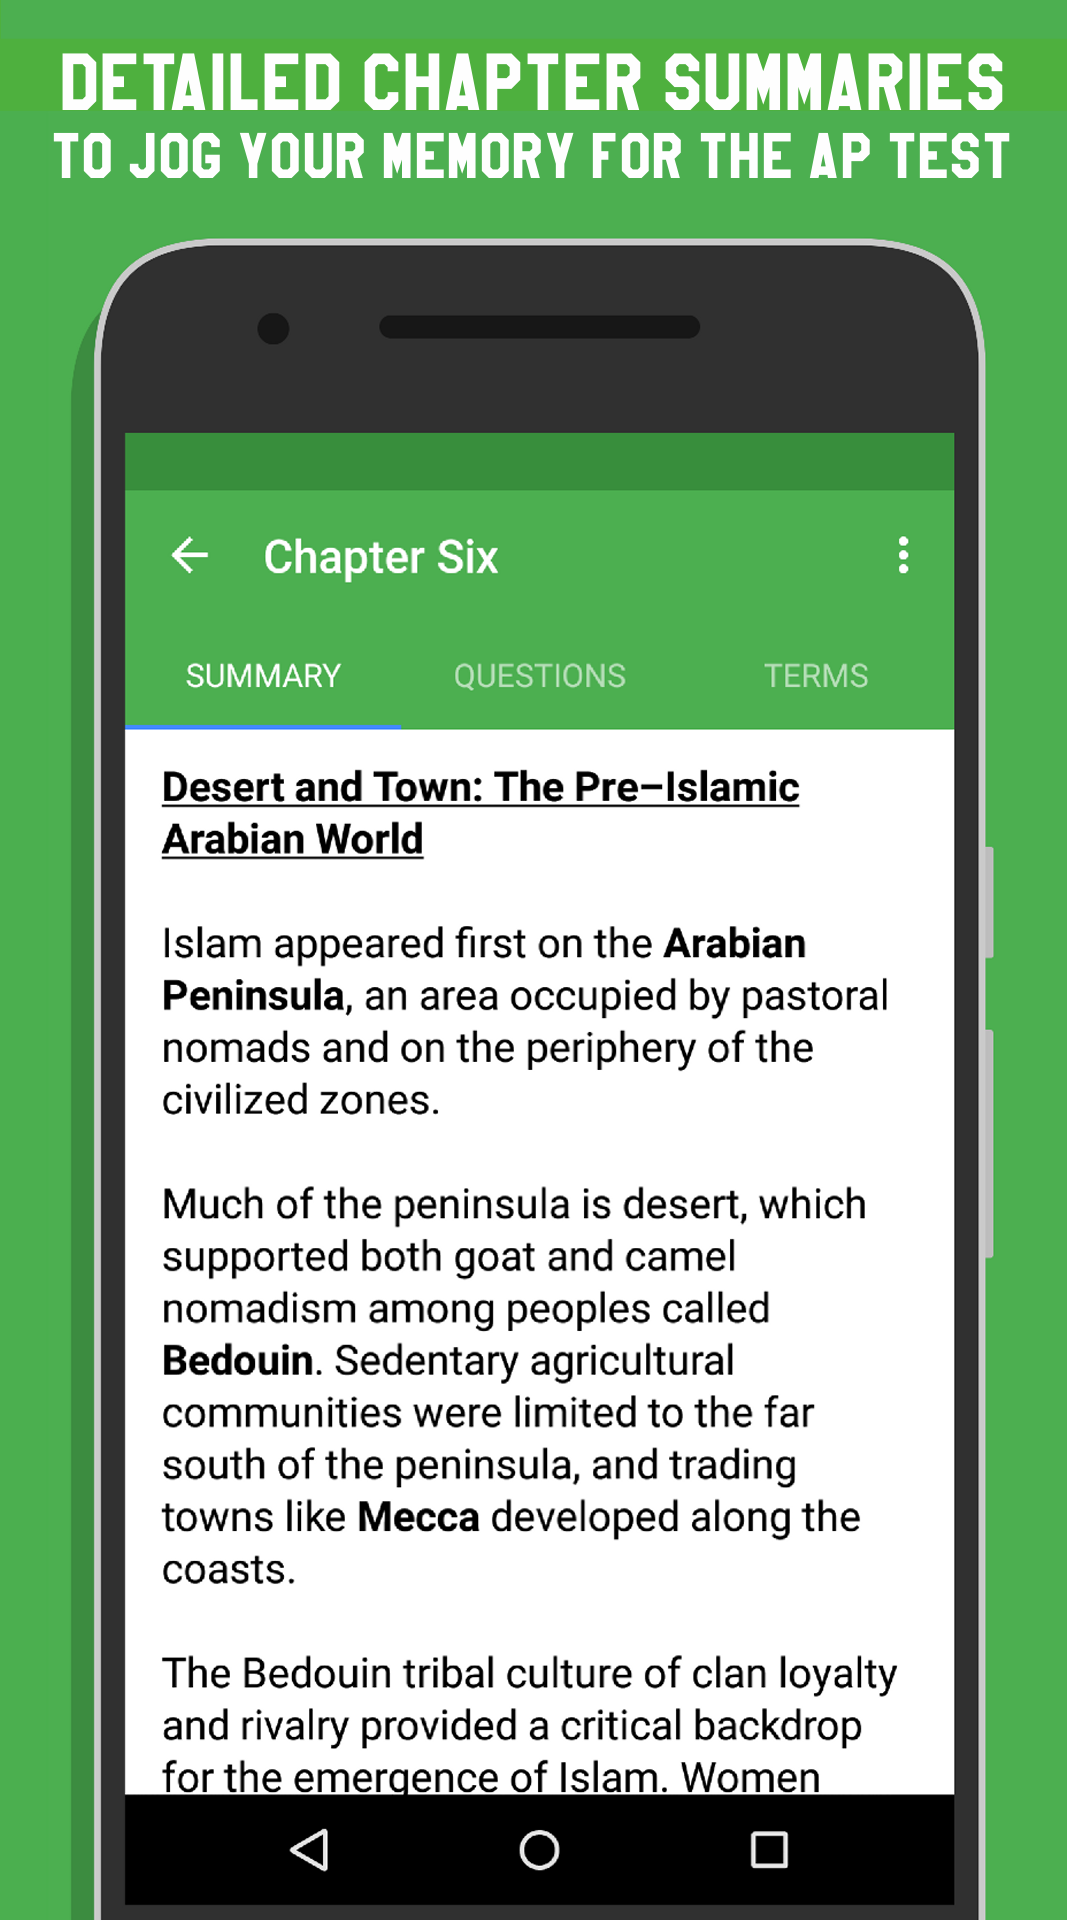 DETAILED CHAPTER SUMMARIES
TO JOG YOUR MEMORY FOR THE AP TEST
Chapter Six
SUMMARY QUESTIONS TERMS
Desert and Town: The Pre–Islamic
Arabian World
Islam appeared first on the Arabian
Peninsula, an area occupied by pastoral
nomads and on the periphery of the
civilized zones.
Much of the peninsula is desert, which
supported both goat and camel
nomadism among peoples called
Bedouin. Sedentary agricultural
communities were limited to the far
south of the peninsula, and trading
towns like Mecca developed along the
coasts.
The Bedouin tribal culture of clan loyalty
and rivalry provided a critical backdrop
for the emergence of Islam. Women